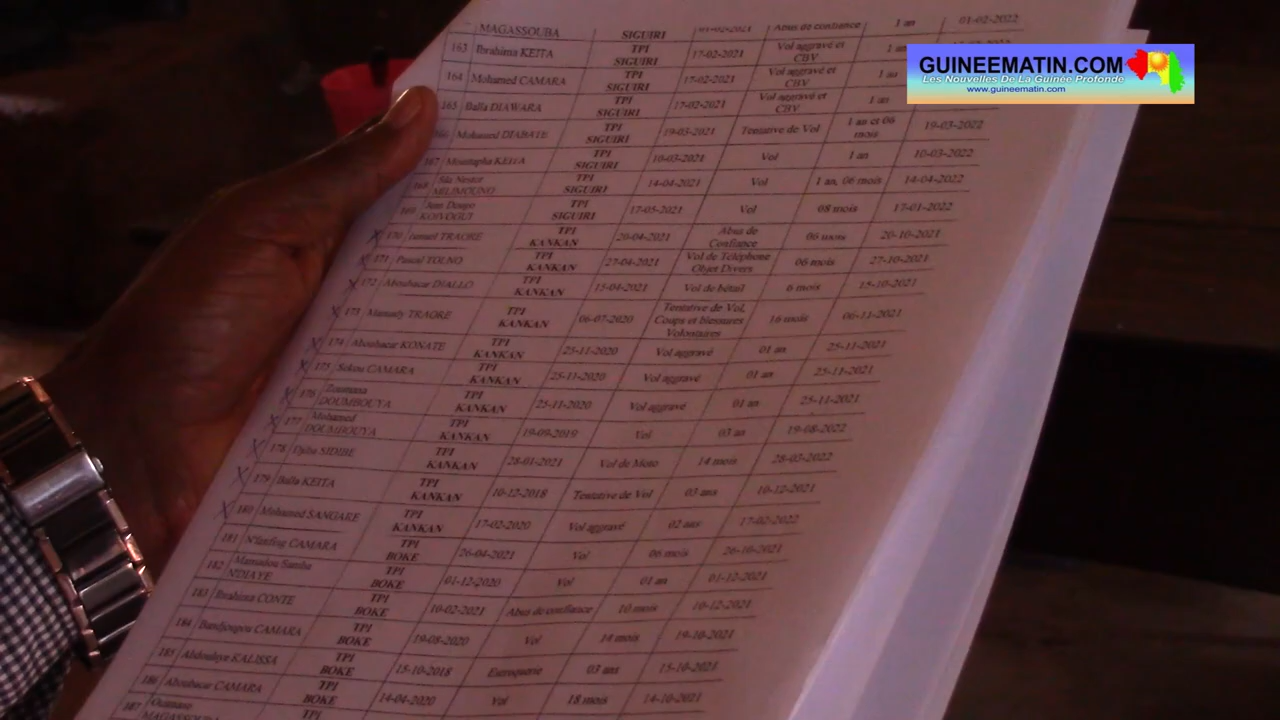 GUINEEMATIN.COM
Les Nouvelles De La Guinée Profonde
www.guineematin.com
MAGASSOUBA SIGUIRI 01-02-2021 Abus de confiance 1 an 01-02-2022
163 Ibrahima KEITA TPI SIGUIRI 17-02-2021 Vol aggravé et CBV 1 an
164 Mohamed CAMARA TPI SIGUIRI 17-02-2021 Vol aggravé et CBV 1 an
165 Balla DIAWARA TPI SIGUIRI 17-02-2021 Vol aggravé et CBV 1 an
166 Mohamed DIABATE TPI SIGUIRI 19-03-2021 Tentative de Vol 1 an et 06 mois 19-03-2022
167 Moustapha KEITA TPI SIGUIRI 10-03-2021 Vol 1 an 10-03-2022
168 Sâa Nestor MILIMOUNO TPI SIGUIRI 14-04-2021 Vol 1 an, 06 mois 14-04-2022
169 KOIVOGUI TPI SIGUIRI 17-05-2021 Vol 08 mois 17-01-2022
170 TRAORE TPI KANKAN 20-04-2021 Abus de Confiance 06 mois 20-10-2021
171 Pascal TOLNO TPI KANKAN 27-04-2021 Vol de Téléphone Objet Divers 06 mois 27-10-2021
172 Aboubacar DIALLO TPI KANKAN 15-04-2021 Vol de bétail 6 mois 15-10-2021
173 Mamady TRAORE TPI KANKAN 06-07-2020 Tentative de Vol, Coups et blessures Volontaires 16 mois 06-11-2021
174 Aboubacar KONATE TPI KANKAN 25-11-2020 Vol aggravé 01 an 25-11-2021
175 Sekou CAMARA TPI KANKAN 25-11-2020 Vol aggravé 01 an 25-11-2021
176 Zoumana DOUMBOUYA TPI KANKAN 25-11-2020 Vol aggravé 01 an 25-11-2021
177 Mohamed DOUMBOUYA TPI KANKAN 19-09-2019 Vol 03 an 19-08-2022
178 Djiba SIDIBE TPI KANKAN 28-01-2021 Vol de Moto 14 mois 28-03-2022
179 Balla KEITA TPI KANKAN 10-12-2018 Tentative de Vol 03 ans 10-12-2021
180 Mohamed SANGARE TPI KANKAN 17-02-2020 Vol aggravé 02 ans 17-02-2022
181 N'fanfing CAMARA TPI BOKE 26-04-2021 Vol 06 mois 26-10-2021
182 Mamadou Samba N'DIAYE TPI BOKE 01-12-2020 Vol 01 an 01-12-2021
183 Ibrahima CONTE TPI BOKE 10-02-2021 Abus de confiance 10 mois 10-12-2021
184 Bandjougou CAMARA TPI BOKE 19-08-2020 Vol 14 mois 19-10-2021
185 Abdoulaye KALISSA TPI BOKE 15-10-2018 Escroquerie 03 ans 15-10-2021
186 Aboubacar CAMARA TPI BOKE 14-04-2020 Vol 18 mois 14-10-2021
187 Ousmane MAGASSOUBA TPI